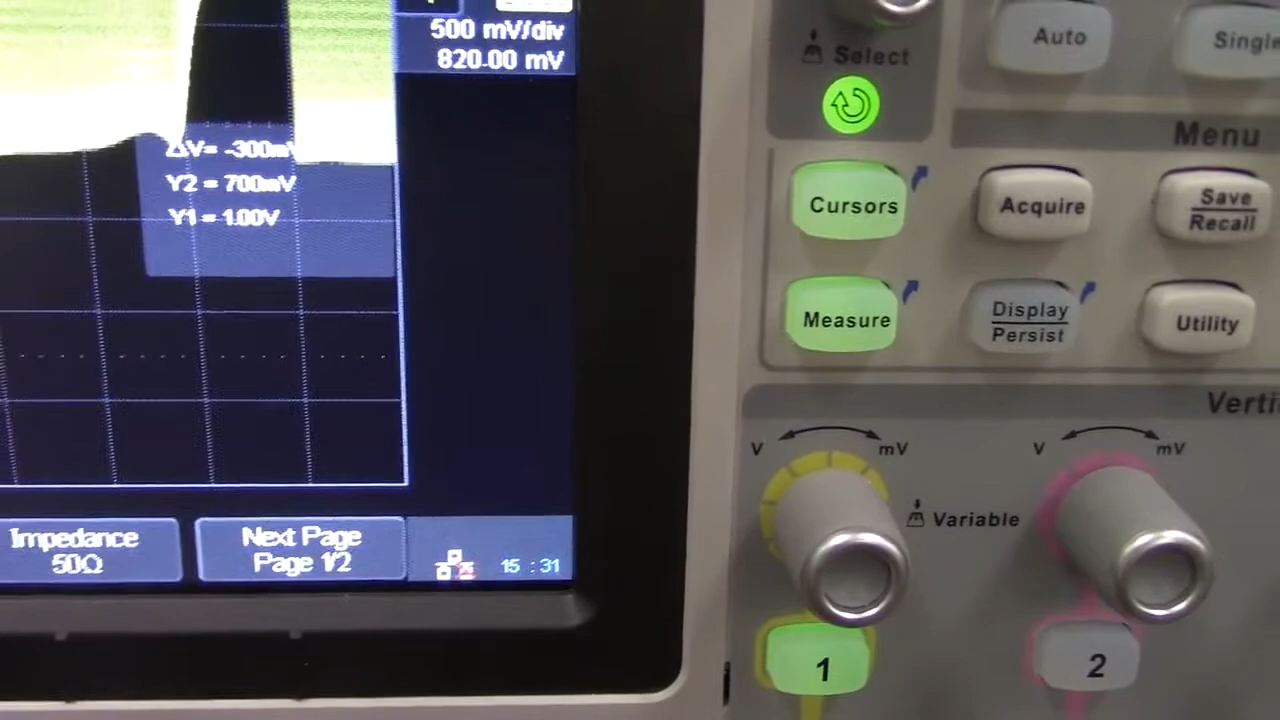 500 mV/div
820.00 mV
ΔV= -300mV
Y2 = 700mV
Y1 = 1.00V
Impedance
50Ω
Next Page
Page 1/2
15 : 31
Select
Auto
Single
Menu
Cursors
Acquire
Save
Recall
Measure
Display
Persist
Utility
Verti
V
mV
V
mV
Variable
1
2